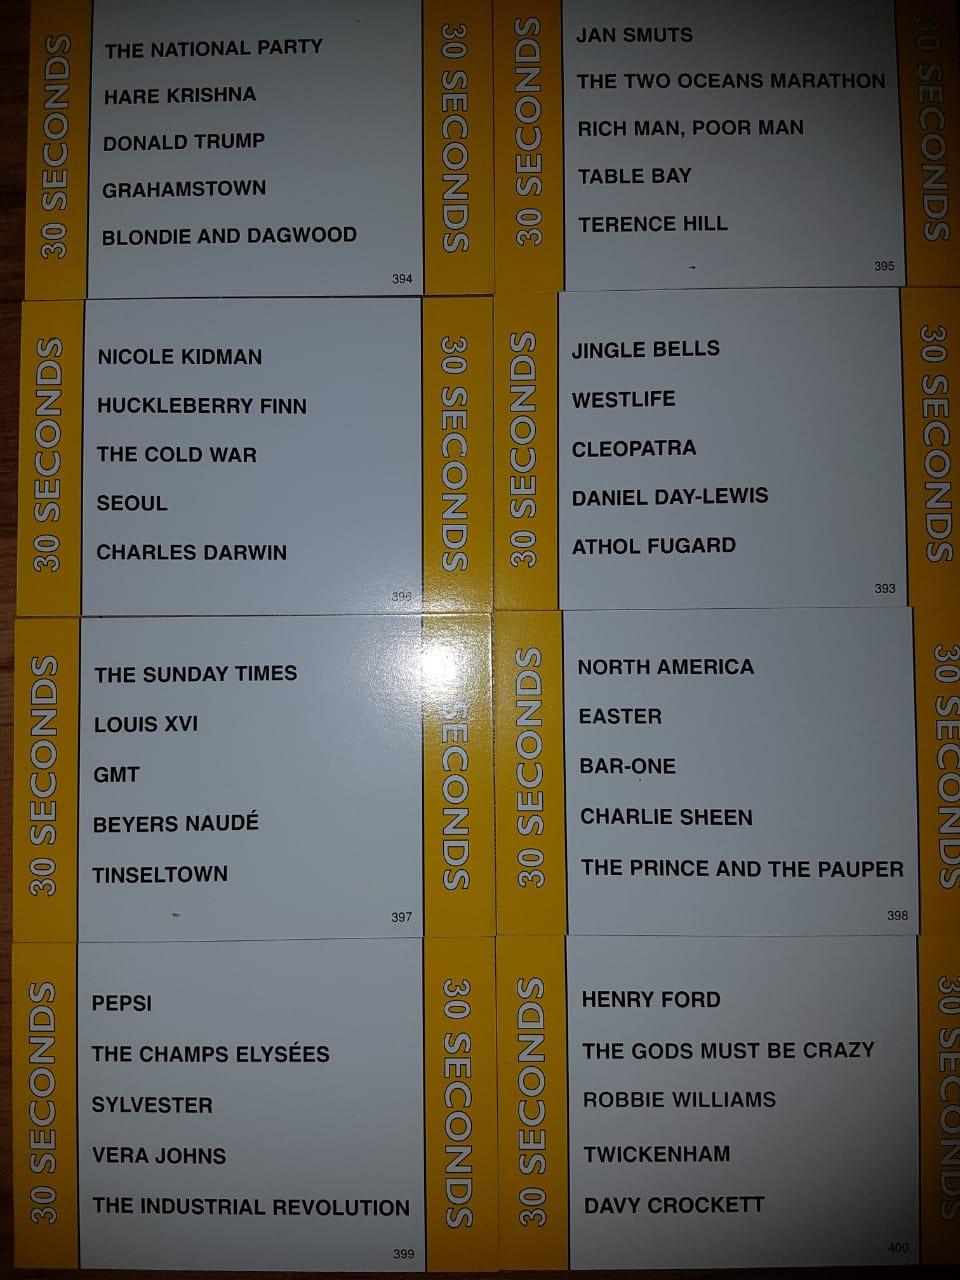 30 SECONDS
THE NATIONAL PARTY
HARE KRISHNA
DONALD TRUMP
GRAHAMSTOWN
BLONDIE AND DAGWOOD
394
30 SECONDS
30 SECONDS
JAN SMUTS
THE TWO OCEANS MARATHON
RICH MAN, POOR MAN
TABLE BAY
TERENCE HILL
395
30 SECONDS
30 SECONDS
NICOLE KIDMAN
HUCKLEBERRY FINN
THE COLD WAR
SEOUL
CHARLES DARWIN
396
30 SECONDS
30 SECONDS
JINGLE BELLS
WESTLIFE
CLEOPATRA
DANIEL DAY-LEWIS
ATHOL FUGARD
393
30 SECONDS
30 SECONDS
THE SUNDAY TIMES
LOUIS XVI
GMT
BEYERS NAUDÉ
TINSELTOWN
397
SECONDS
30 SECONDS
NORTH AMERICA
EASTER
BAR-ONE
CHARLIE SHEEN
THE PRINCE AND THE PAUPER
398
30 SECONDS
30 SECONDS
PEPSI
THE CHAMPS ELYSÉES
SYLVESTER
VERA JOHNS
THE INDUSTRIAL REVOLUTION
399
30 SECONDS
30 SECONDS
HENRY FORD
THE GODS MUST BE CRAZY
ROBBIE WILLIAMS
TWICKENHAM
DAVY CROCKETT
400
30 SECONDS